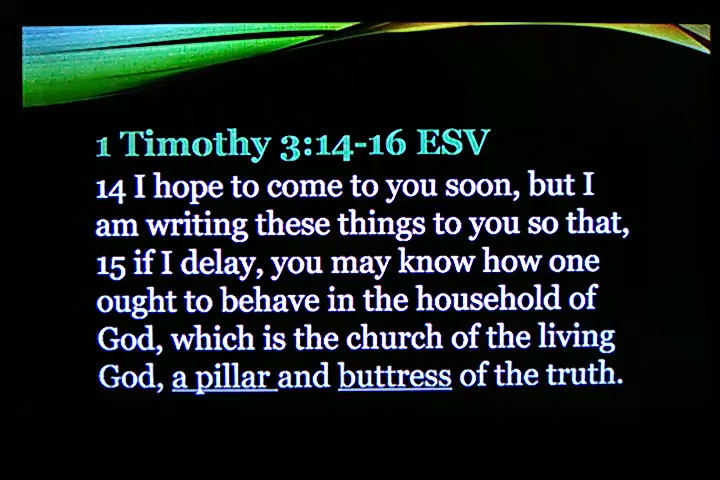 1 Timothy 3:14-16 ESV
14 I hope to come to you soon, but I
am writing these things to you so that,
15 if I delay, you may know how one
ought to behave in the household of
God, which is the church of the living
God, a pillar and buttress of the truth.